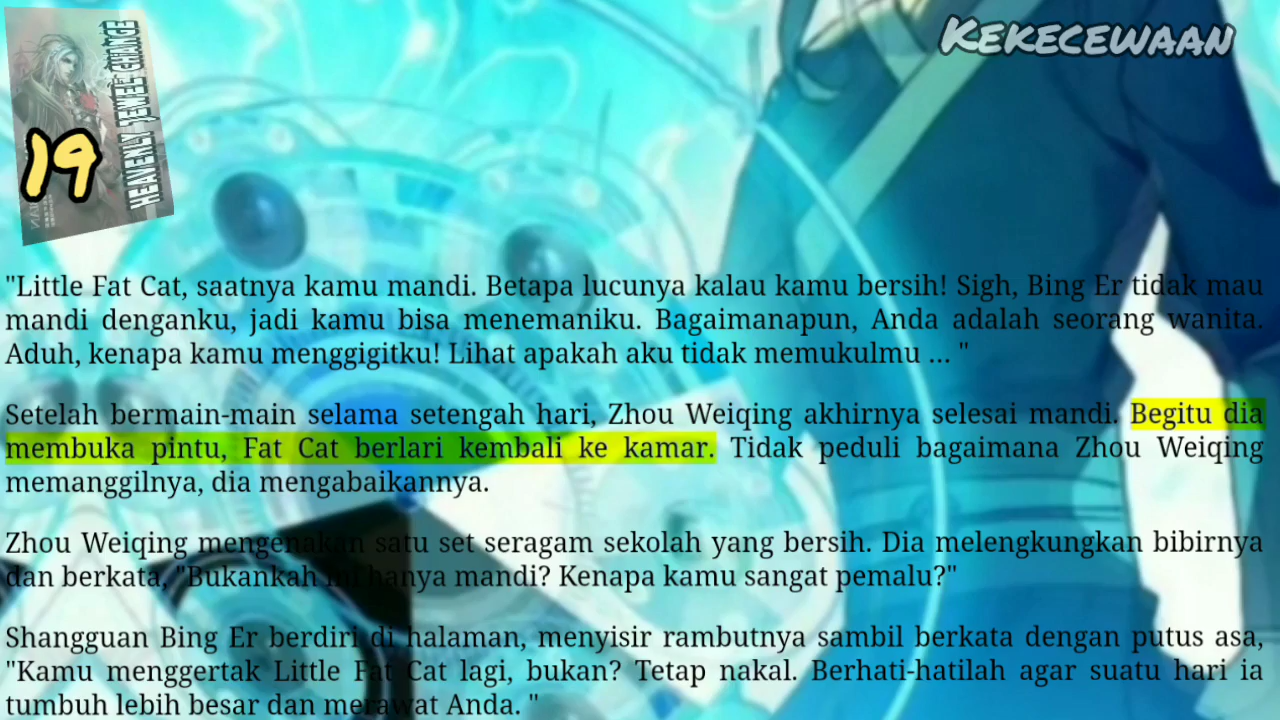 Kekecewaan
HEAVENLY JEWEL CHANGE
19
"Little Fat Cat, saatnya kamu mandi. Betapa lucunya kalau kamu bersih! Sigh, Bing Er tidak mau
mandi denganku, jadi kamu bisa menemaniku. Bagaimanapun, Anda adalah seorang wanita.
Aduh, kenapa kamu menggigitku! Lihat apakah aku tidak memukulmu ... "
Setelah bermain-main selama setengah hari, Zhou Weiqing akhirnya selesai mandi. Begitu dia
membuka pintu, Fat Cat berlari kembali ke kamar. Tidak peduli bagaimana Zhou Weiqing
memanggilnya, dia mengabaikannya.
Zhou Weiqing mengenakan satu set seragam sekolah yang bersih. Dia melengkungkan bibirnya
dan berkata, "Bukankah ini hanya mandi? Kenapa kamu sangat pemalu?"
Shangguan Bing Er berdiri di halaman, menyisir rambutnya sambil berkata dengan putus asa,
"Kamu menggertak Little Fat Cat lagi, bukan? Tetap nakal. Berhati-hatilah agar suatu hari ia
tumbuh lebih besar dan merawat Anda. "